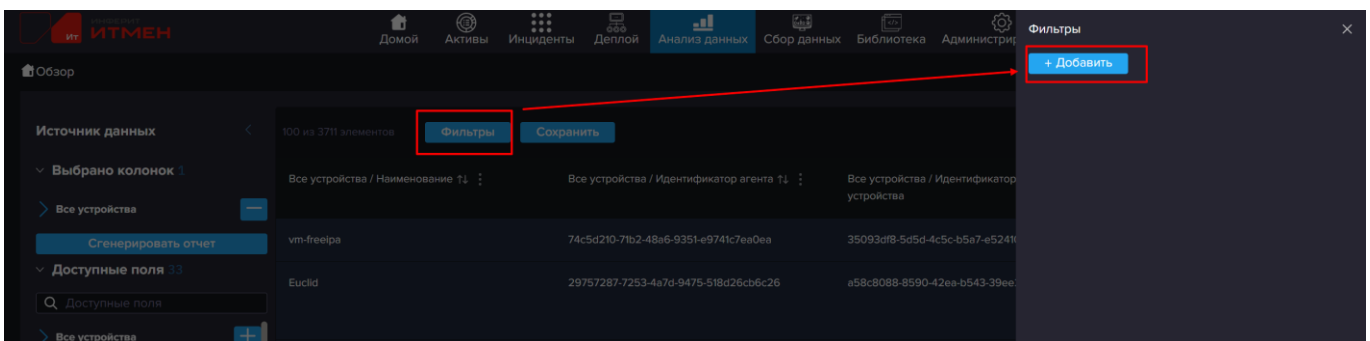 ИНФЕРИТ
ИТ ИТМЕН
Домой Активы Инциденты Деплой Анализ данных Сбор данных Библиотека Админист
Фильтры
+ Добавить
Обзор
Источник данных
100 из 3711 элементов Фильтры Сохранить
Выбрано колонок 1
Все устройства / Наименование Все устройства / Идентификатор агента Все устройства / Идентификатор
устройства
Все устройства
Сгенерировать отчет
vm-freeipa 74c5d210-71b2-48a6-9351-e9741c7ea0ea 35093df8-5d5d-4c5c-b5a7-e5241
Доступные поля 33
Euclid 29757287-7253-4a7d-9475-518d26cb6c26 a58c8088-8590-42ea-b543-39ee
Доступные поля
Все устройства